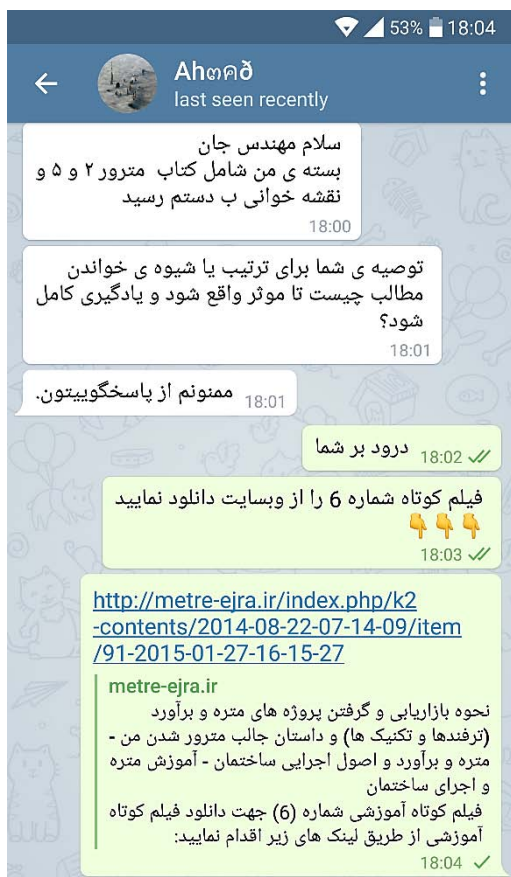 53% 18:04
Ahოคð
last seen recently
سلام مهندس جان
بسته ی من شامل کتاب مترور ۲ و ۵ و
نقشه خوانی ب دستم رسید
18:00
توصیه ی شما برای ترتیب یا شیوه ی خواندن
مطالب چیست تا موثر واقع شود و یادگیری کامل
شود؟
18:01
ممنونم از پاسخگوییتون.
18:01
درود بر شما
18:02
فیلم کوتاه شماره 6 را از وبسایت دانلود نمایید
👇👇👇
18:03
http://metre-ejra.ir/index.php/k2
-contents/2014-08-22-07-14-09/item
/91-2015-01-27-16-15-27
metre-ejra.ir
نحوه بازاریابی و گرفتن پروژه های متره و برآورد
(ترفندها و تکنیک ها) و داستان جالب مترور شدن من -
متره و برآورد و اصول اجرایی ساختمان - آموزش متره
و اجرای ساختمان
فیلم کوتاه آموزشی شماره (6) جهت دانلود فیلم کوتاه
آموزشی از طریق لینک های زیر اقدام نمایید:
18:04